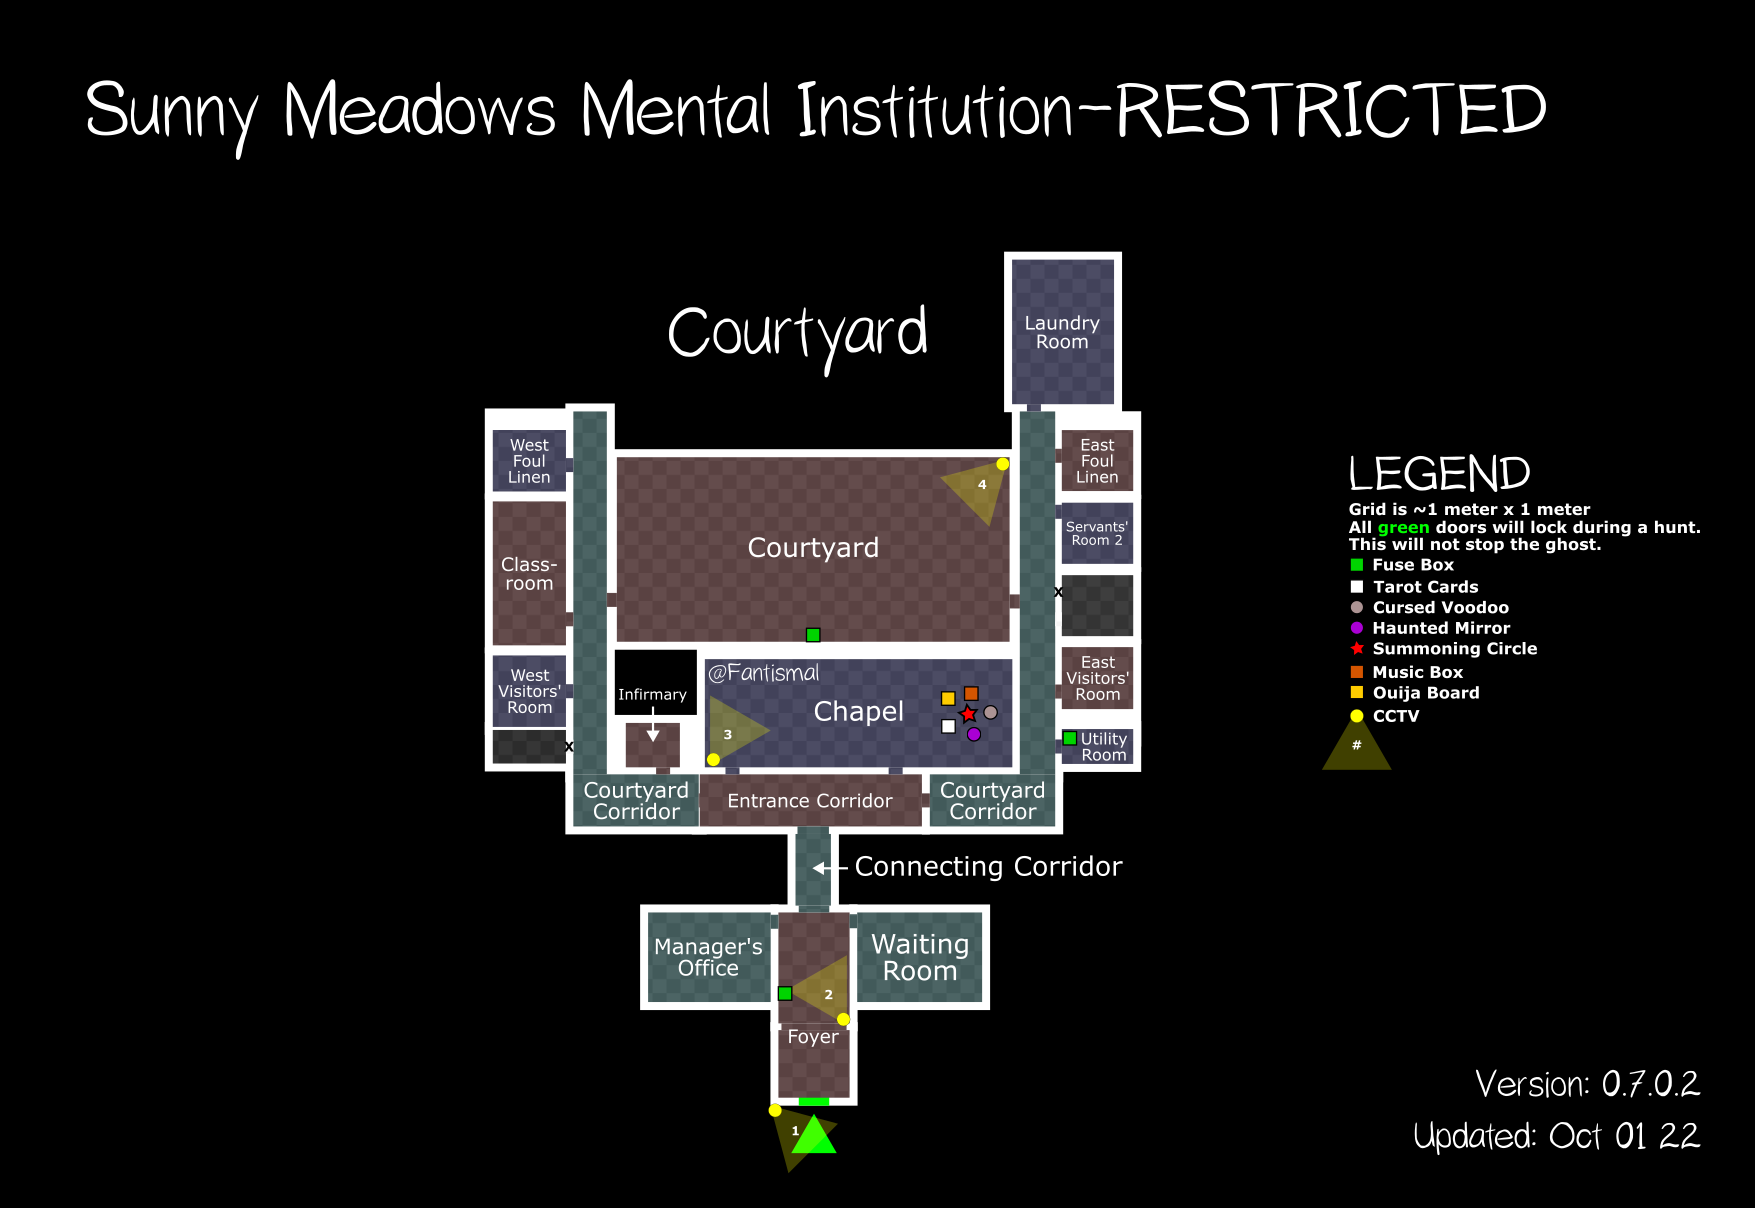 Sunny Meadows Mental Institution-RESTRICTED
Courtyard
Laundry
Room
West
Foul
Linen
East
Foul
Linen
Class-
room
Courtyard
4
Servants'
Room 2
x
West
Visitors'
Room
Infirmary
@Fantismal
Chapel
3
East
Visitors'
Room
x
Utility
Room
Courtyard
Corridor
Entrance Corridor
Courtyard
Corridor
Connecting Corridor
Manager's
Office
Waiting
Room
2
Foyer
1
LEGEND
Grid is ~1 meter x 1 meter
All green doors will lock during a hunt.
This will not stop the ghost.
Fuse Box
Tarot Cards
Cursed Voodoo
Haunted Mirror
Summoning Circle
Music Box
Ouija Board
CCTV
#
Version: 0.7.0.2
Updated: Oct 01 22